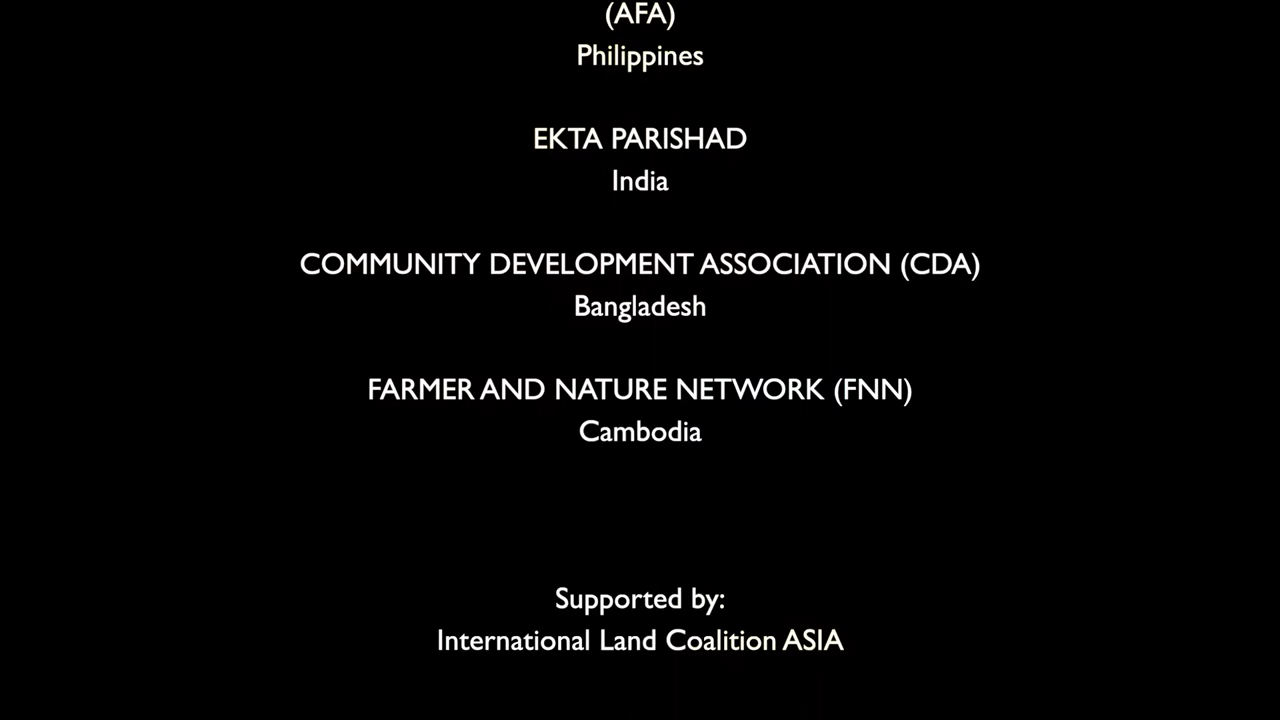 (AFA)
Philippines
EKTA PARISHAD
India
COMMUNITY DEVELOPMENT ASSOCIATION (CDA)
Bangladesh
FARMER AND NATURE NETWORK (FNN)
Cambodia
Supported by:
International Land Coalition ASIA